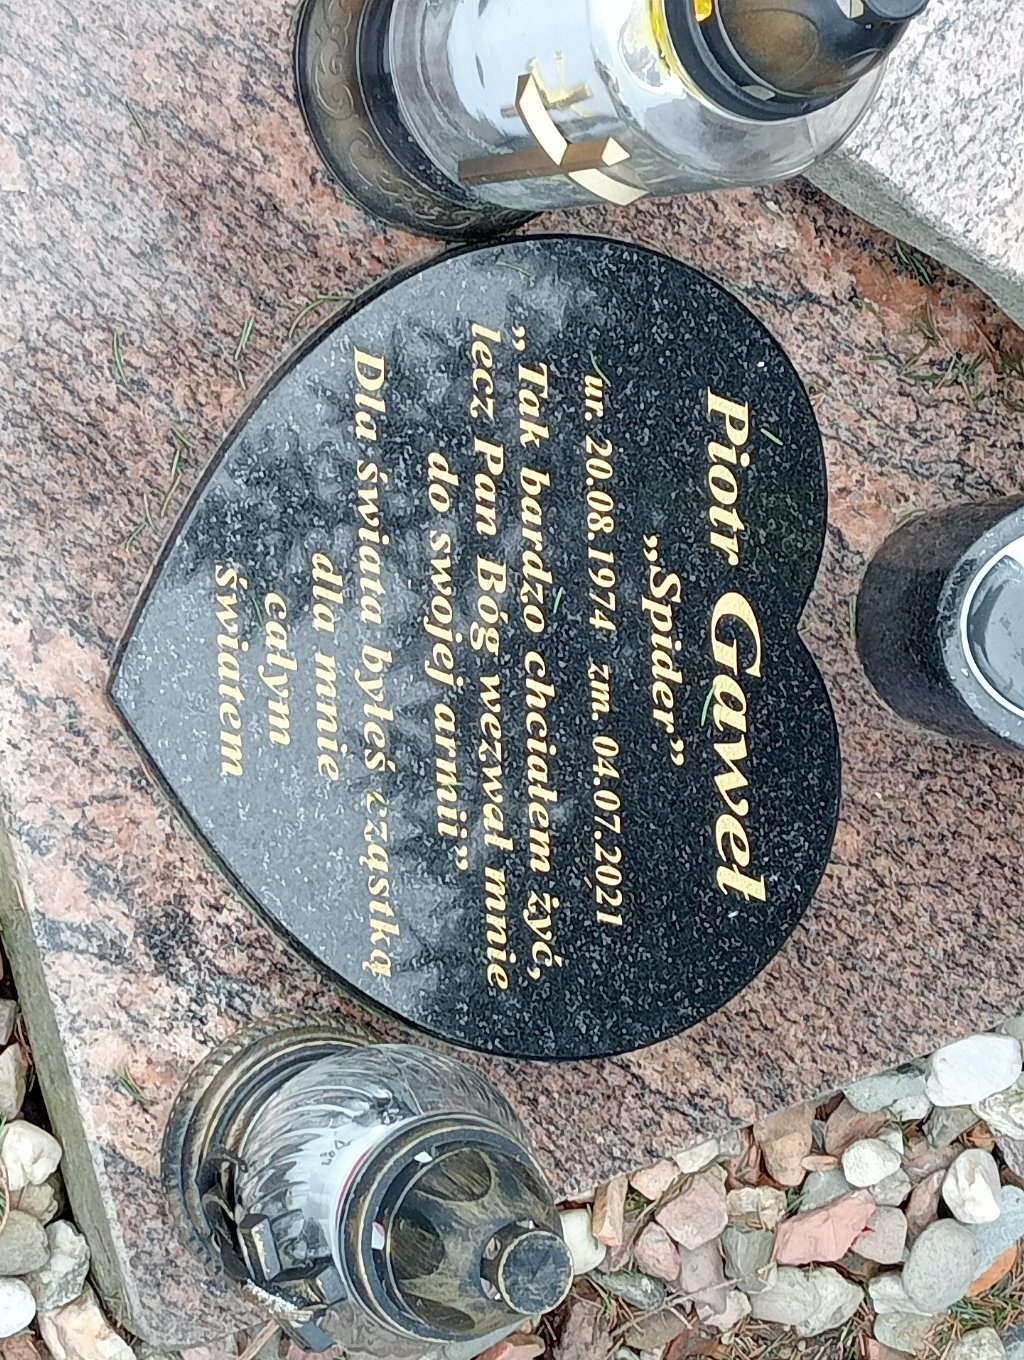 Piotr Gaweł
„Spider”
ur. 20.08.1974 zm. 04.07.2021
„Tak bardzo chciałem żyć,
lecz Pan Bóg wezwał mnie
do swojej armii”
Dla świata byłeś cząstką
dla mnie
całym
światem